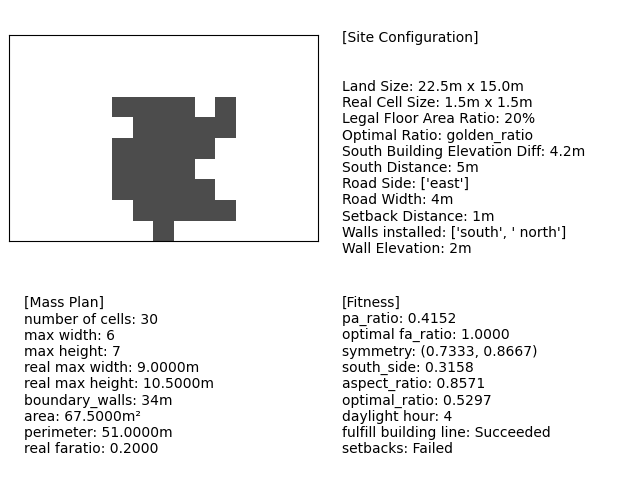 [Site Configuration]
Land Size: 22.5m x 15.0m
Real Cell Size: 1.5m x 1.5m
Legal Floor Area Ratio: 20%
Optimal Ratio: golden_ratio
South Building Elevation Diff: 4.2m
South Distance: 5m
Road Side: ['east']
Road Width: 4m
Setback Distance: 1m
Walls installed: ['south', ' north']
Wall Elevation: 2m
[Mass Plan]
number of cells: 30
max width: 6
max height: 7
real max width: 9.0000m
real max height: 10.5000m
boundary_walls: 34m
area: 67.5000m²
perimeter: 51.0000m
real faratio: 0.2000
[Fitness]
pa_ratio: 0.4152
optimal fa_ratio: 1.0000
symmetry: (0.7333, 0.8667)
south_side: 0.3158
aspect_ratio: 0.8571
optimal_ratio: 0.5297
daylight hour: 4
fulfill building line: Succeeded
setbacks: Failed